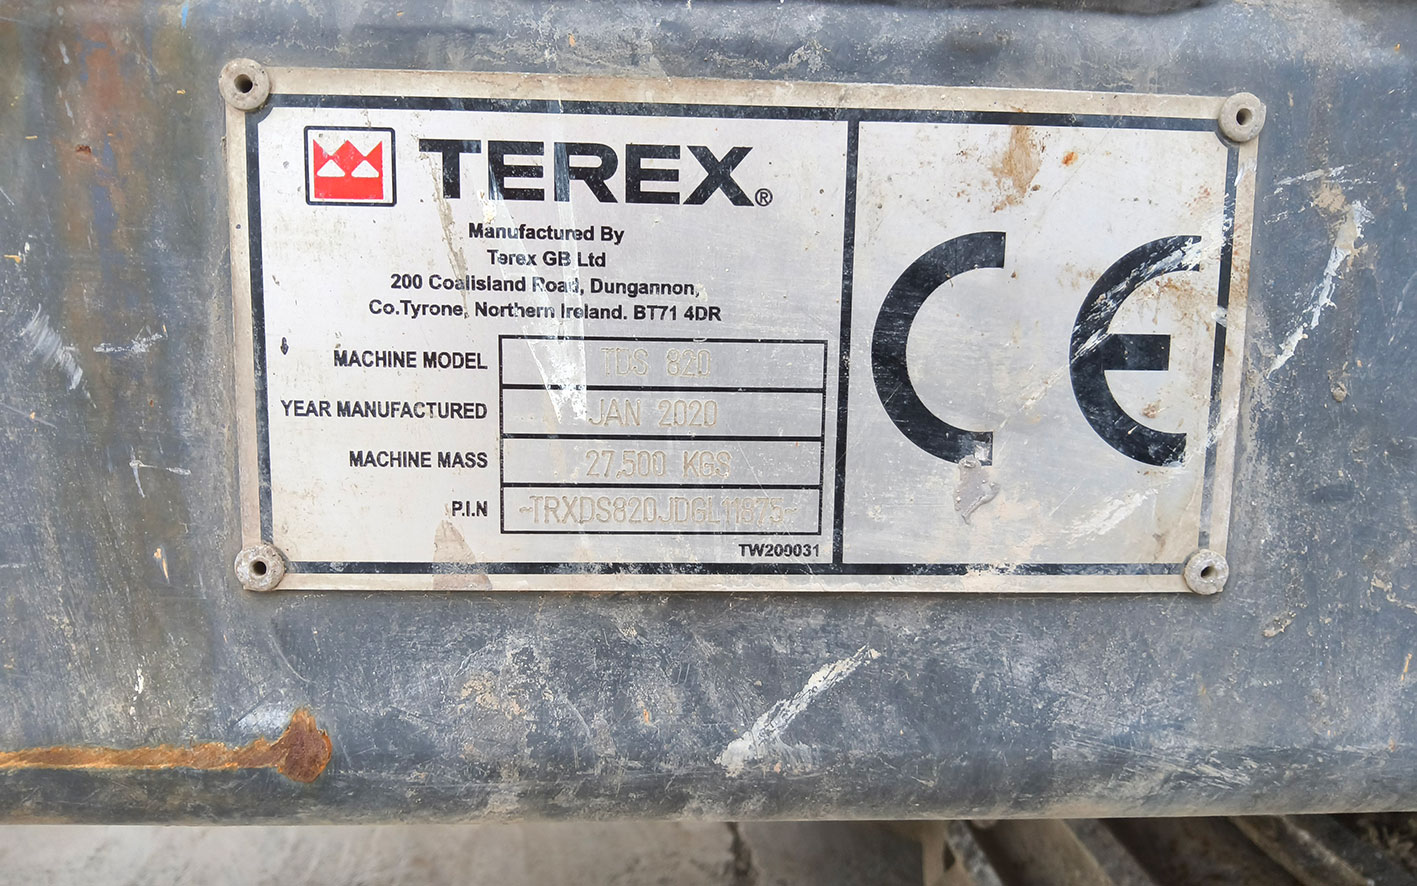 TEREX®
Manufactured By
Terex GB Ltd
200 Coalisland Road, Dungannon,
Co.Tyrone, Northern Ireland. BT71 4DR
MACHINE MODEL TDS 820
YEAR MANUFACTURED JAN 2020
MACHINE MASS 27,500 KGS
P.I.N ~TRXDS820JDGL11875~
TW200031
CE